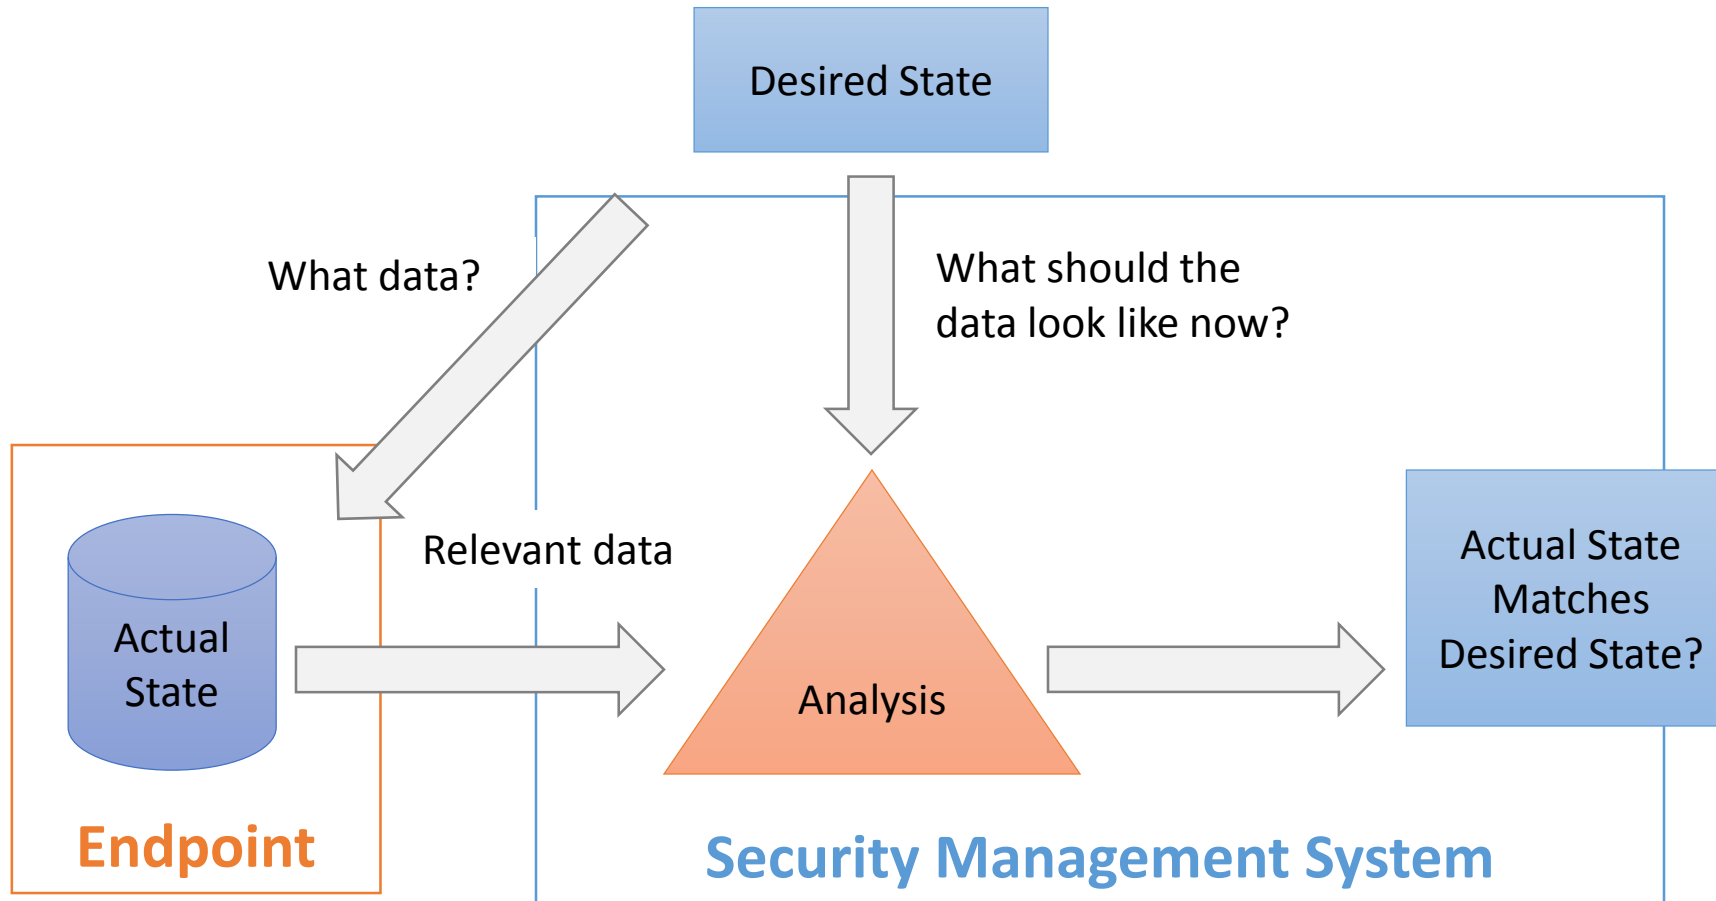 Desired State
What data?
What should the
data look like now?
Relevant data
Actual
State
Analysis
Actual State
Matches
Desired State?
Endpoint
Security Management System